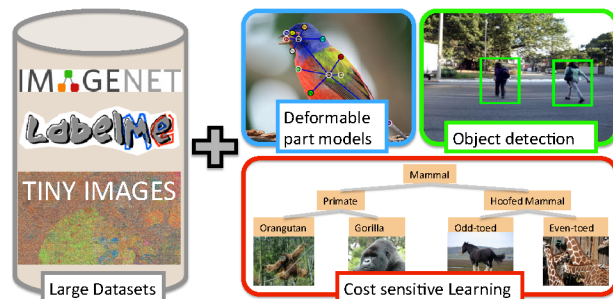 IMAGENET
LabelMe
TINY IMAGES
Large Datasets
Deformable
part models
Object detection
Mammal
Primate
Hoofed Mammal
Orangutan
Gorilla
Odd-toed
Even-toed
Cost sensitive Learning